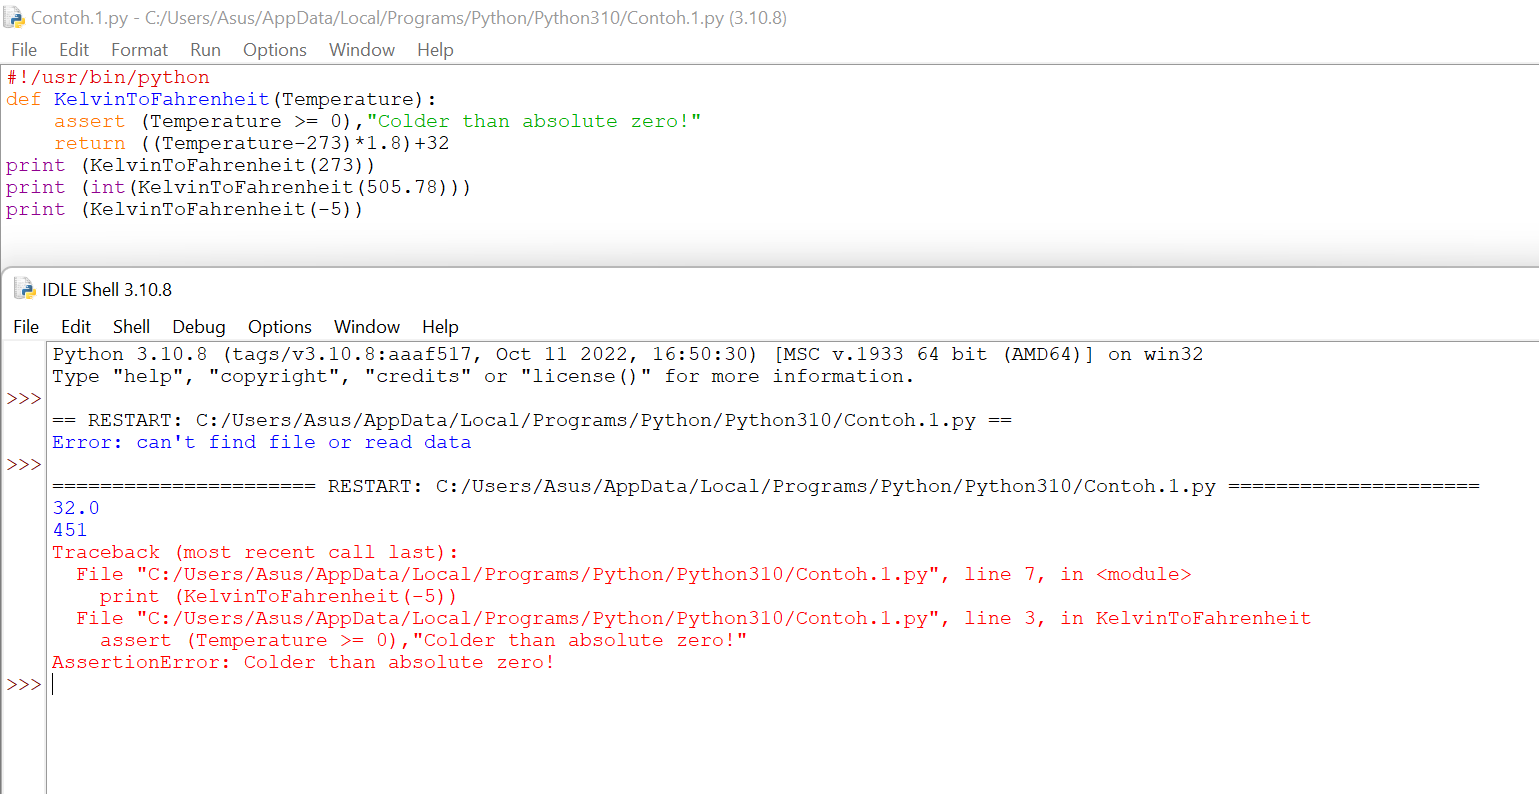 Contoh.1.py - C:/Users/Asus/AppData/Local/Programs/Python/Python310/Contoh.1.py (3.10.8)
File Edit Format Run Options Window Help
#!/usr/bin/python
def KelvinToFahrenheit(Temperature):
    assert (Temperature >= 0),"Colder than absolute zero!"
    return ((Temperature-273)*1.8)+32
print (KelvinToFahrenheit(273))
print (int(KelvinToFahrenheit(505.78)))
print (KelvinToFahrenheit(-5))
IDLE Shell 3.10.8
File Edit Shell Debug Options Window Help
Python 3.10.8 (tags/v3.10.8:aaaf517, Oct 11 2022, 16:50:30) [MSC v.1933 64 bit (AMD64)] on win32
Type "help", "copyright", "credits" or "license()" for more information.
>>>
== RESTART: C:/Users/Asus/AppData/Local/Programs/Python/Python310/Contoh.1.py ==
Error: can't find file or read data
>>>
====================== RESTART: C:/Users/Asus/AppData/Local/Programs/Python/Python310/Contoh.1.py =====================
32.0
451
Traceback (most recent call last):
  File "C:/Users/Asus/AppData/Local/Programs/Python/Python310/Contoh.1.py", line 7, in <module>
    print (KelvinToFahrenheit(-5))
  File "C:/Users/Asus/AppData/Local/Programs/Python/Python310/Contoh.1.py", line 3, in KelvinToFahrenheit
    assert (Temperature >= 0),"Colder than absolute zero!"
AssertionError: Colder than absolute zero!
>>>